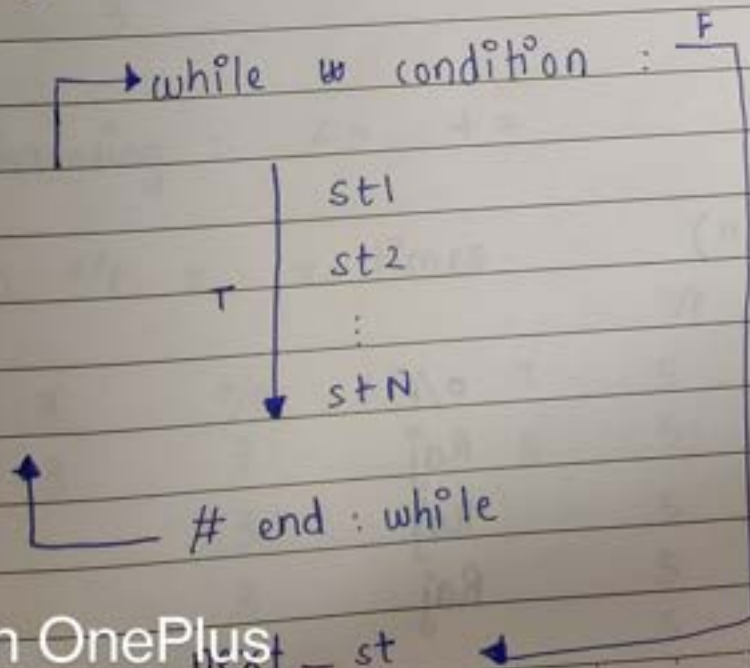 while condition : F
st1
st2
T
:
stN
# end : while
n OnePlus
st